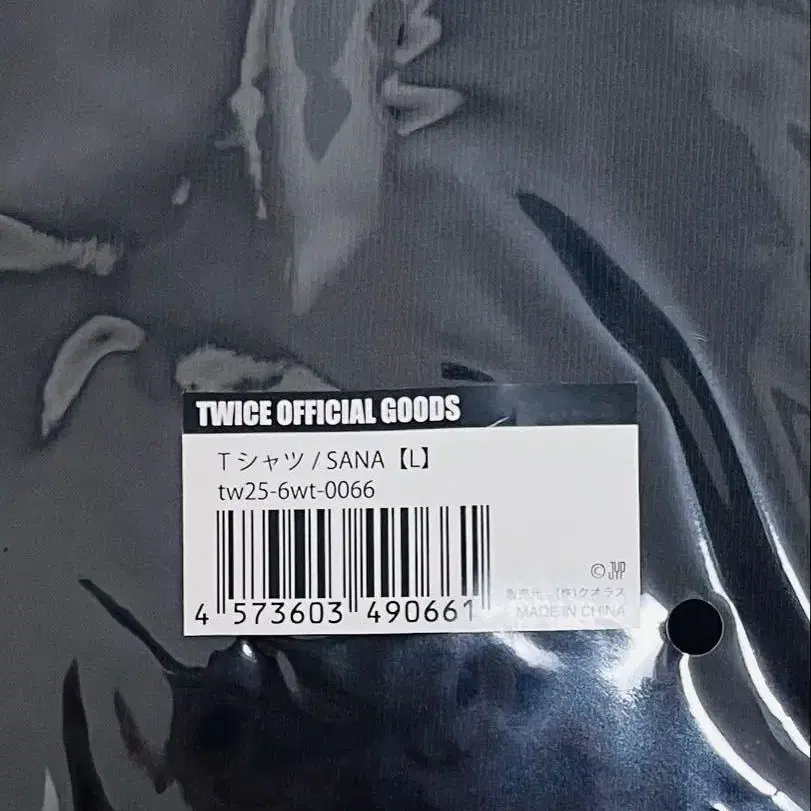 TWICE OFFICIAL GOODS
Tシャツ / SANA【L】
tw25-6wt-0066
© JYP
販売元:(株)クオラス
MADE IN CHINA
4 573603 490661